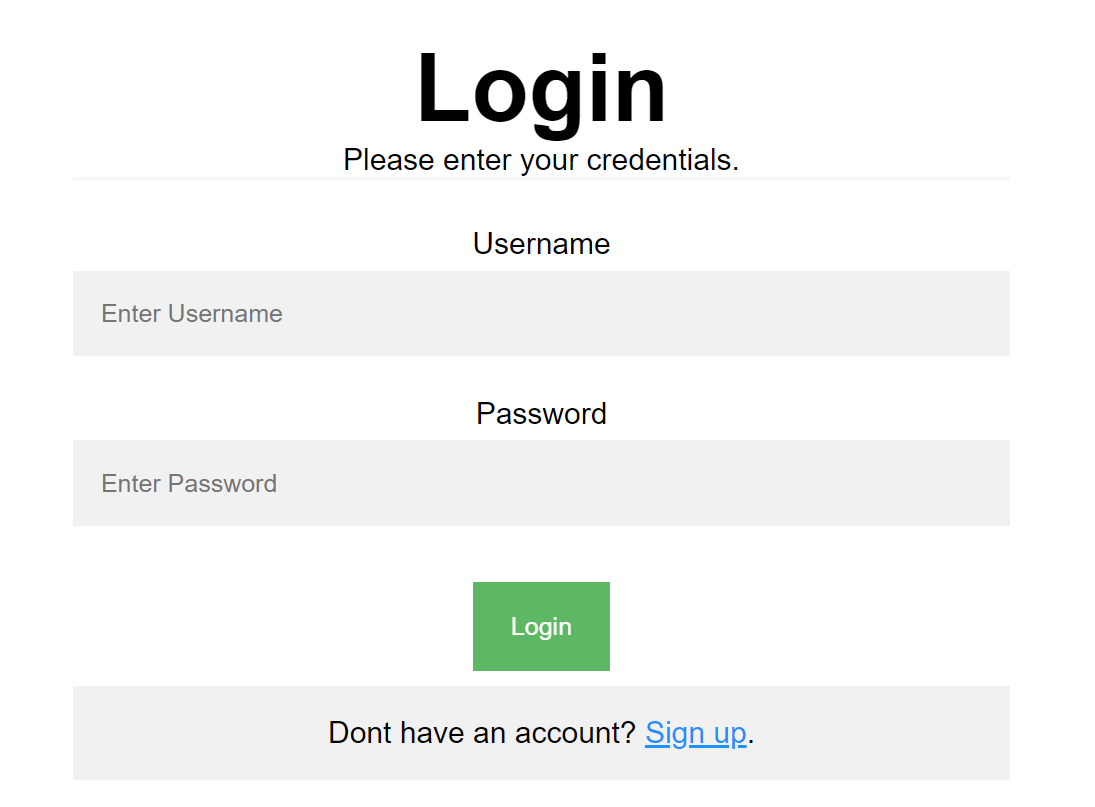 Login
Please enter your credentials.
Username
Enter Username
Password
Enter Password
Login
Dont have an account? Sign up.